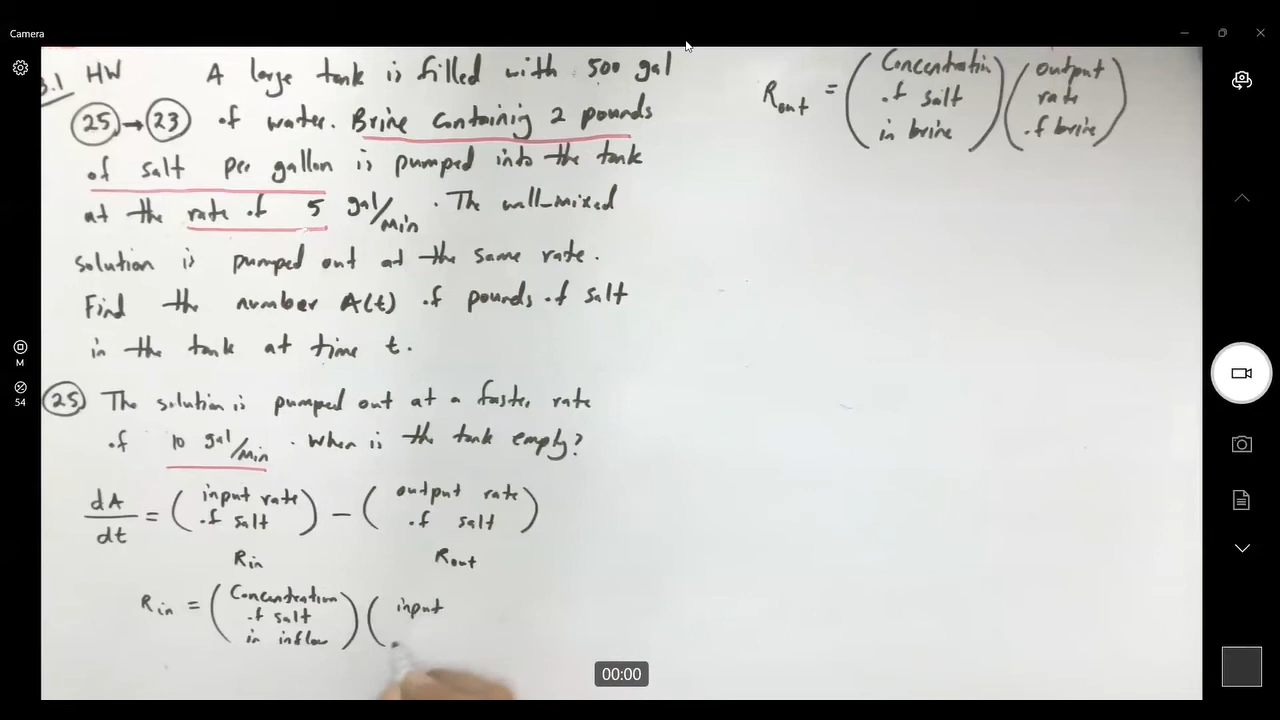 Camera
3.1 HW A large tank is filled with 500 gal
25 → 23 of water. Brine Containig 2 pounds
of salt per gallon is pumped into the tank
at the rate of 5 gal/min . The well-mixed
solution is pumped out at the same rate.
Find the number A(t) of pounds of salt
in the tank at time t.
25 The solution is pumped out at a faster rate
of 10 gal/min . When is the tank empty?
dA/dt = ( input rate of salt ) - ( output rate of salt )
Rin Rout
Rin = ( Concentration of salt in inflow ) ( input
Rout = ( Concentratin of salt in brine ) ( output rate of brine )
M
54
00:00